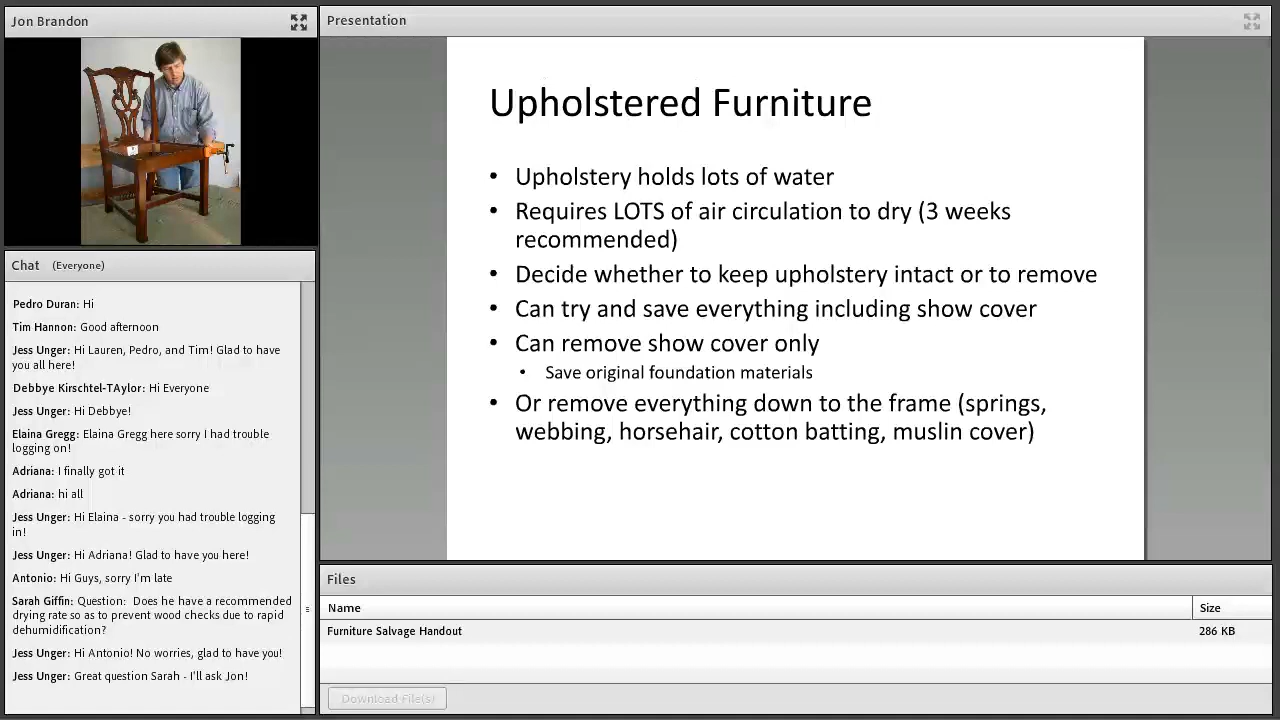 Jon Brandon
Presentation
Upholstered Furniture
• Upholstery holds lots of water
• Requires LOTS of air circulation to dry (3 weeks
recommended)
• Decide whether to keep upholstery intact or to remove
• Can try and save everything including show cover
• Can remove show cover only
• Save original foundation materials
• Or remove everything down to the frame (springs,
webbing, horsehair, cotton batting, muslin cover)
Chat (Everyone)
Pedro Duran: Hi
Tim Hannon: Good afternoon
Jess Unger: Hi Lauren, Pedro, and Tim! Glad to have
you all here!
Debbye Kirschtel-TAylor: Hi Everyone
Jess Unger: Hi Debbye!
Elaina Gregg: Elaina Gregg here sorry I had trouble
logging on!
Adriana: I finally got it
Adriana: hi all
Jess Unger: Hi Elaina - sorry you had trouble logging
in!
Jess Unger: Hi Adriana! Glad to have you here!
Antonio: Hi Guys, sorry I'm late
Sarah Giffin: Question: Does he have a recommended
drying rate so as to prevent wood checks due to rapid
dehumidification?
Jess Unger: Hi Antonio! No worries, glad to have you!
Jess Unger: Great question Sarah - I'll ask Jon!
Files
Name Size
Furniture Salvage Handout 286 KB
Download File(s)